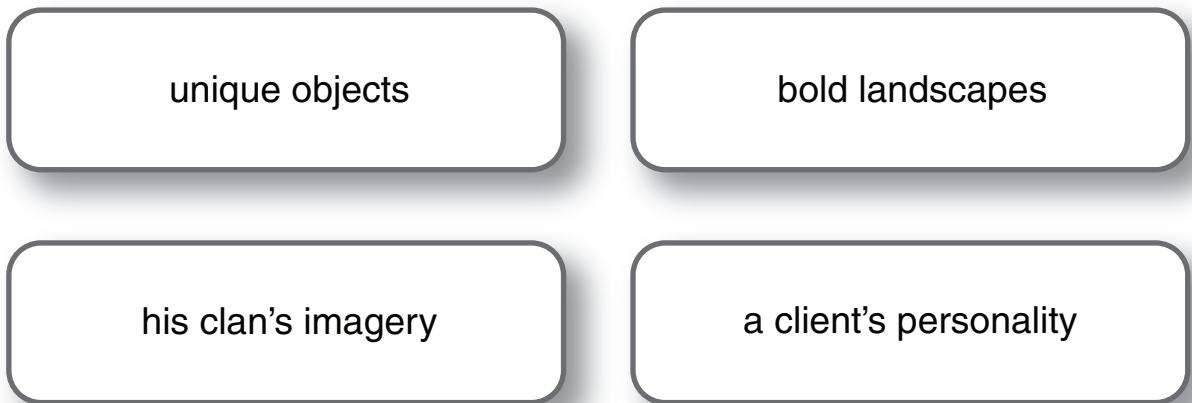 unique objects
bold landscapes
his clan’s imagery
a client’s personality